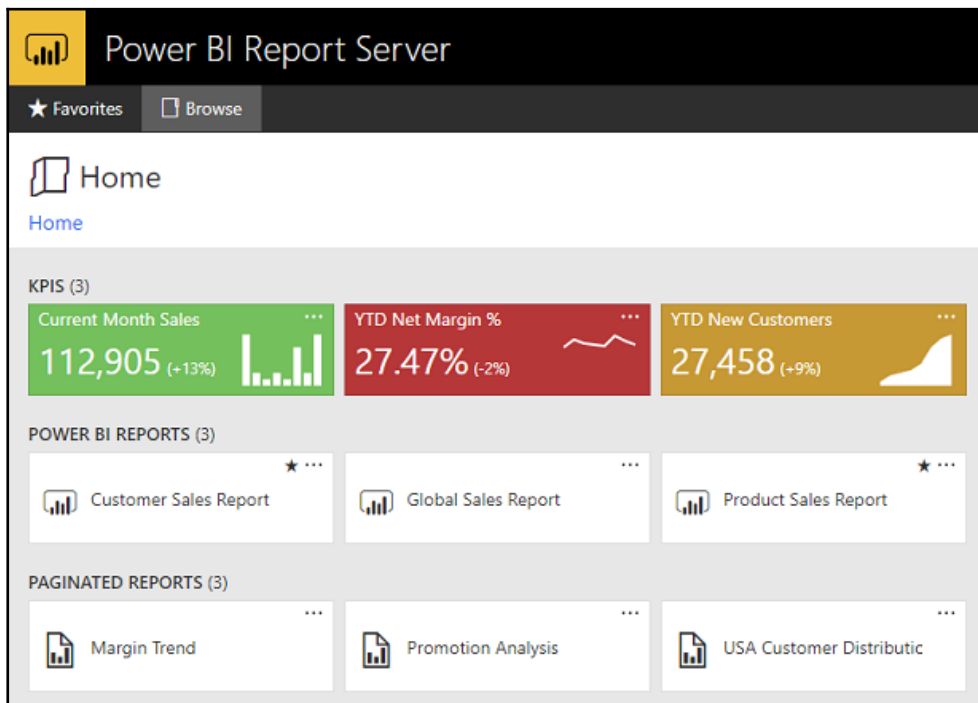 Power BI Report Server
Favorites Browse
Home
Home
KPIS (3)
Current Month Sales ... YTD Net Margin % ... YTD New Customers ...
112,905 (+13%) 27.47% (-2%) 27,458 (+9%)
POWER BI REPORTS (3)
Customer Sales Report ... Global Sales Report ... Product Sales Report ...
PAGINATED REPORTS (3)
Margin Trend ... Promotion Analysis ... USA Customer Distributic ...